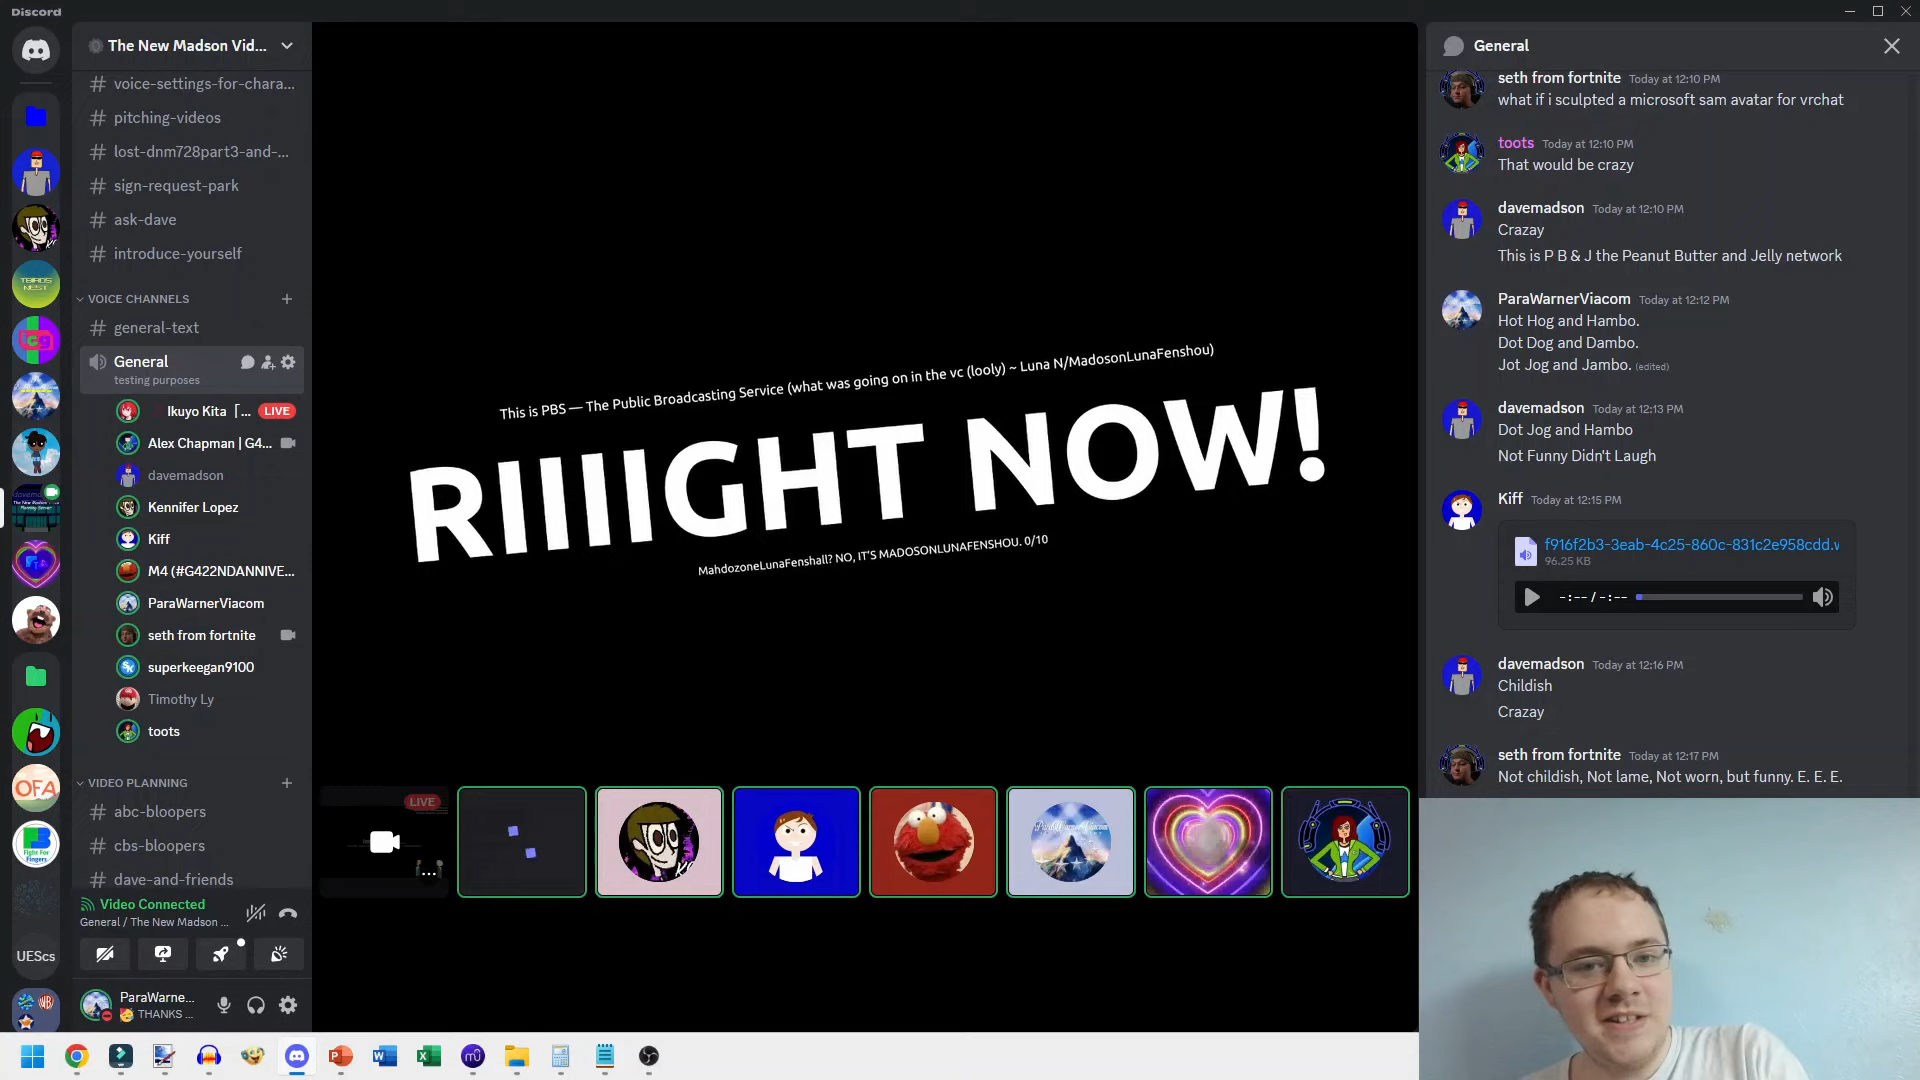 Discord
The New Madson Vid...
voice-settings-for-chara...
pitching-videos
lost-dnm728part3-and-...
sign-request-park
ask-dave
introduce-yourself
VOICE CHANNELS
general-text
General
testing purposes
Ikuyo Kita「...
LIVE
Alex Chapman | G4...
davemadson
Kennifer Lopez
Kiff
M4 (#G422NDANNIVE...
ParaWarnerViacom
seth from fortnite
superkeegan9100
Timothy Ly
toots
VIDEO PLANNING
abc-bloopers
cbs-bloopers
dave-and-friends
Video Connected
General / The New Madson ...
ParaWarne...
THANKS ...
OFA
Fight For
Fingers
UEScs
This is PBS — The Public Broadcasting Service (what was going on in the vc (looly) ~ Luna N/MadosonLunaFenshou)
RIIIIGHT NOW!
MahdozoneLunaFenshall? NO, IT'S MADOSONLUNAFENSHOU. 0/10
LIVE
...
ParaWarnerViacom
General
seth from fortnite Today at 12:10 PM
what if i sculpted a microsoft sam avatar for vrchat
toots Today at 12:10 PM
That would be crazy
davemadson Today at 12:10 PM
Crazay
This is P B & J the Peanut Butter and Jelly network
ParaWarnerViacom Today at 12:12 PM
Hot Hog and Hambo.
Dot Dog and Dambo.
Jot Jog and Jambo. (edited)
davemadson Today at 12:13 PM
Dot Jog and Hambo
Not Funny Didn't Laugh
Kiff Today at 12:15 PM
f916f2b3-3eab-4c25-860c-831c2e958cdd.v
96.25 KB
-:-- / -:--
davemadson Today at 12:16 PM
Childish
Crazay
seth from fortnite Today at 12:17 PM
Not childish, Not lame, Not worn, but funny. E. E. E.